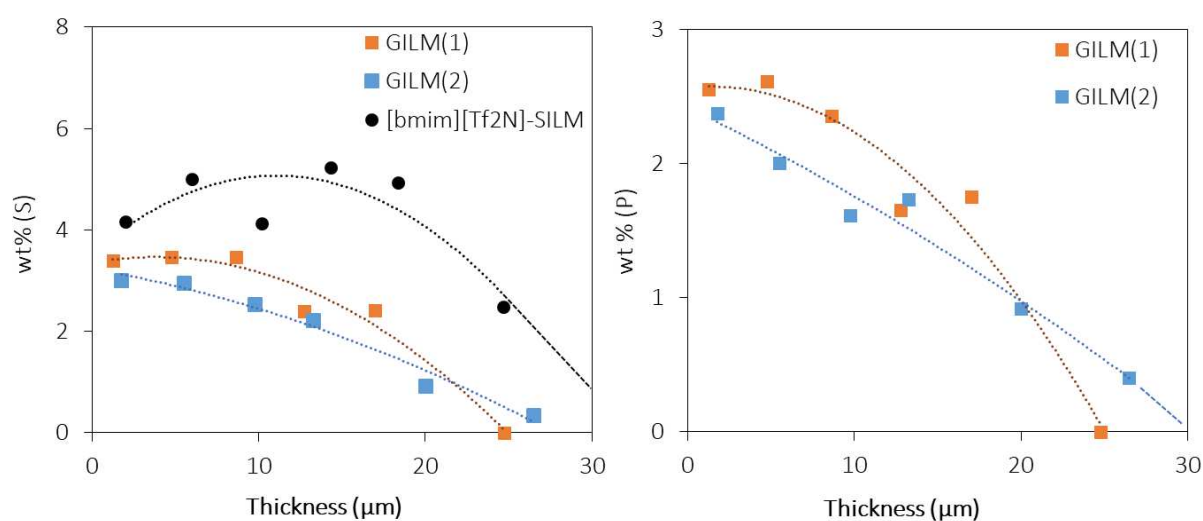 8
6
4
2
0
wt% (S)
GILM(1)
GILM(2)
[bmim][Tf2N]-SILM
0 10 20 30
Thickness (µm)
3
2
1
0
wt % (P)
GILM(1)
GILM(2)
0 10 20 30
Thickness (µm)